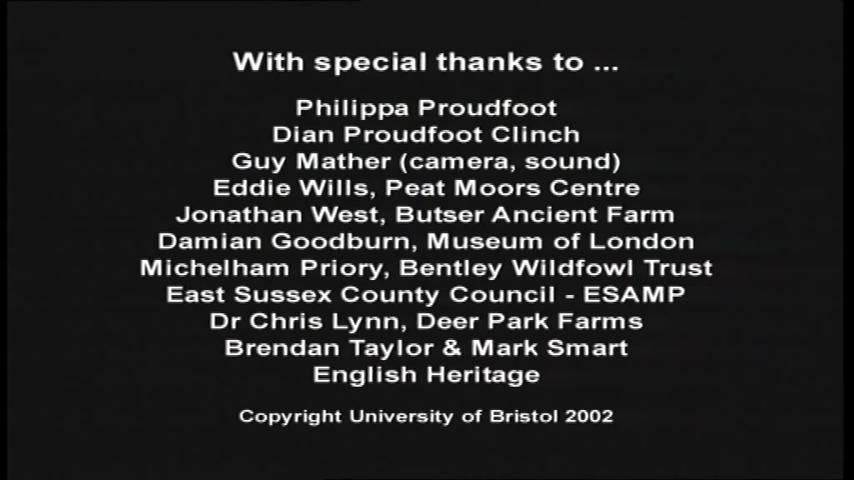 With special thanks to ...
Philippa Proudfoot
Dian Proudfoot Clinch
Guy Mather (camera, sound)
Eddie Wills, Peat Moors Centre
Jonathan West, Butser Ancient Farm
Damian Goodburn, Museum of London
Michelham Priory, Bentley Wildfowl Trust
East Sussex County Council - ESAMP
Dr Chris Lynn, Deer Park Farms
Brendan Taylor & Mark Smart
English Heritage
Copyright University of Bristol 2002